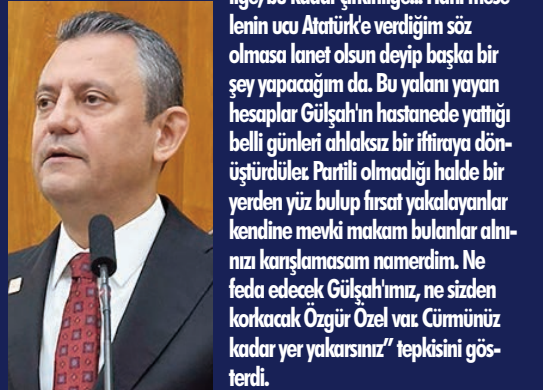 lenin ucu Atatürk'e verdiğim söz
olmasa lanet olsun deyip başka bir
şey yapacağım da. Bu yalanı yayan
hesaplar Gülşah'ın hastanede yattığı
belli günleri ahlaksız bir iftiraya dön-
üştürdüler. Partili olmadığı halde bir
yerden yüz bulup fırsat yakalayanlar
kendine mevki makam bulanlar alnı-
nızı karışlamasam namerdim. Ne
feda edecek Gülşah'ımız, ne sizden
korkacak Özgür Özel var. Cürmünüz
kadar yer yakarsınız” tepkisini gös-
terdi.